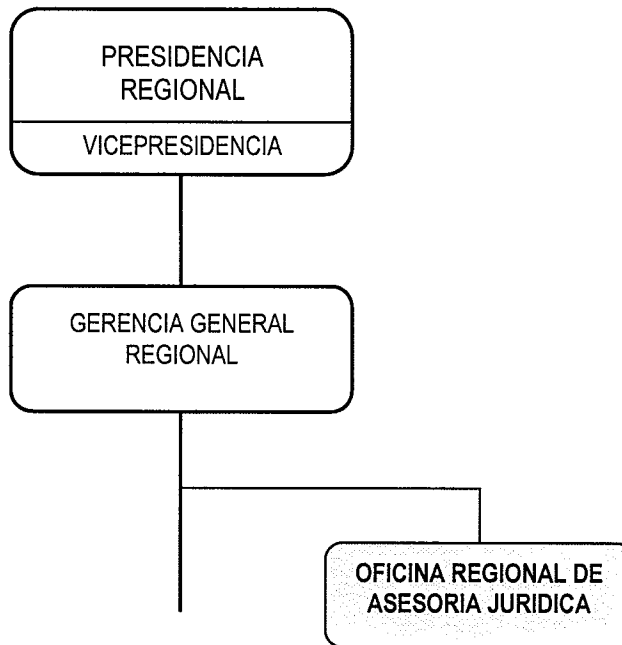 PRESIDENCIA
REGIONAL
VICEPRESIDENCIA
GERENCIA GENERAL
REGIONAL
OFICINA REGIONAL DE
ASESORIA JURIDICA